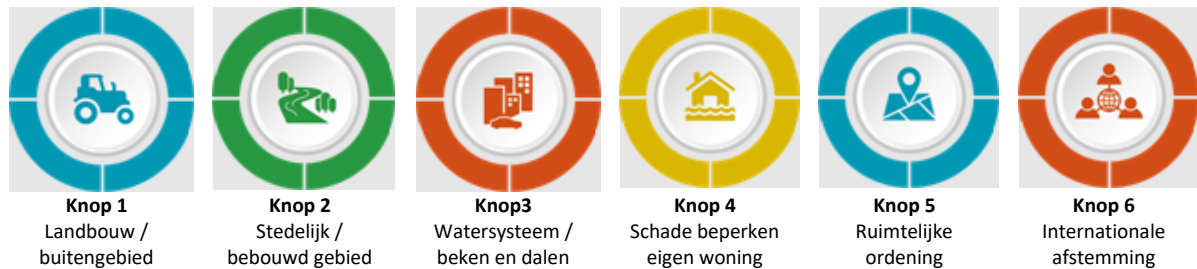 Knop 1
Landbouw /
buitengebied
Knop 2
Stedelijk /
bebouwd gebied
Knop3
Watersysteem /
beken en dalen
Knop 4
Schade beperken
eigen woning
Knop 5
Ruimtelijke
ordening
Knop 6
Internationale
afstemming